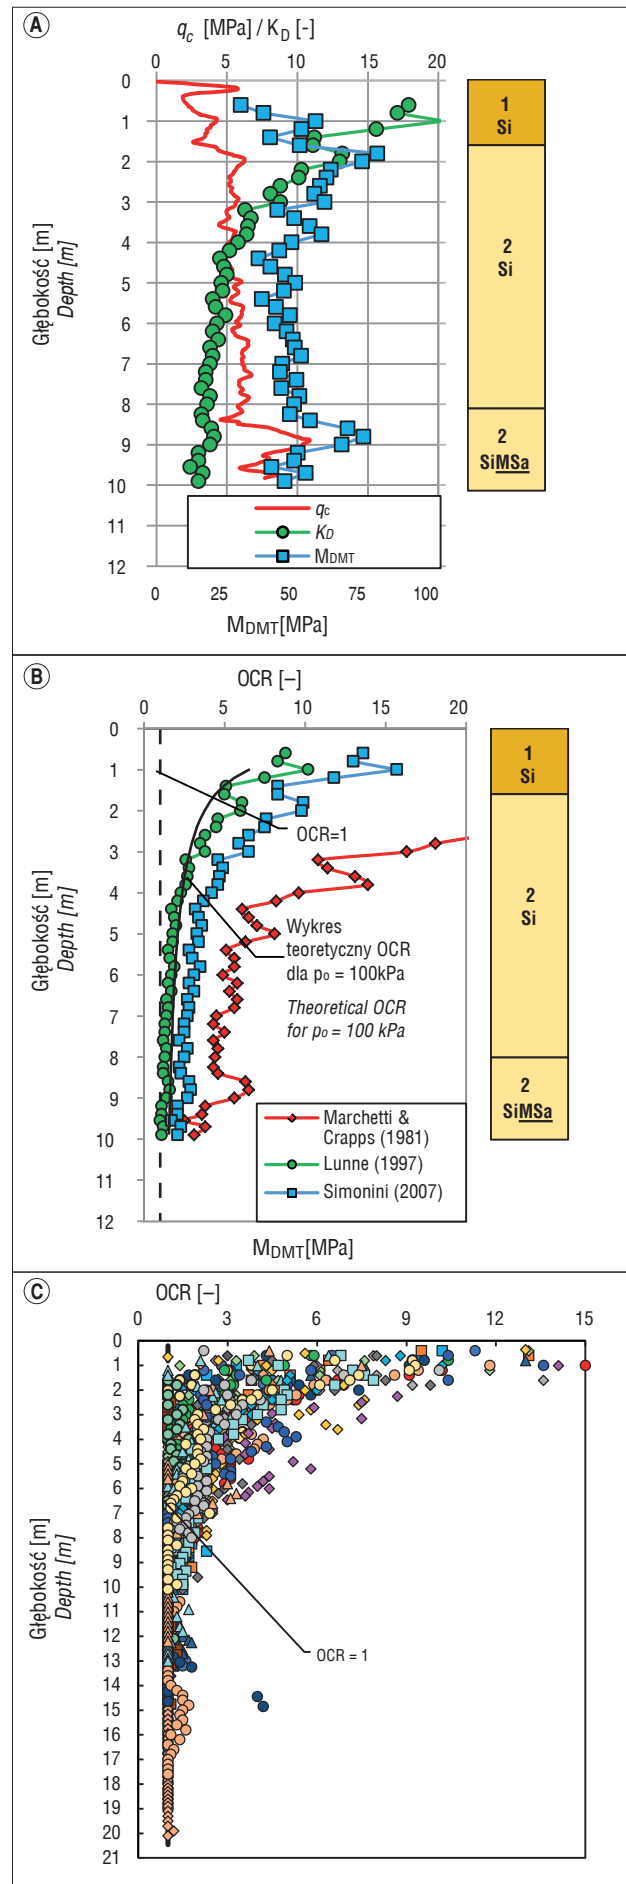 A
q_c [MPa] / K_D [-]
0 5 10 15 20
0
1
2
3
4
5
6
7
8
9
10
11
12
Głębokość [m]
Depth [m]
1
Si
2
Si
2
SiMSa
qc
KD
MDMT
0 25 50 75 100
MDMT[MPa]
B
OCR [–]
0 5 10 15 20
0
1
2
3
4
5
6
7
8
9
10
11
12
Głębokość [m]
Depth [m]
OCR=1
Wykres
teoretyczny OCR
dla po = 100kPa
Theoretical OCR
for po = 100 kPa
1
Si
2
Si
2
SiMSa
Marchetti &
Crapps (1981)
Lunne (1997)
Simonini (2007)
MDMT[MPa]
C
OCR [–]
0 3 6 9 12 15
0
1
2
3
4
5
6
7
8
9
10
11
12
13
14
15
16
17
18
19
20
21
Głębokość [m]
Depth [m]
OCR = 1